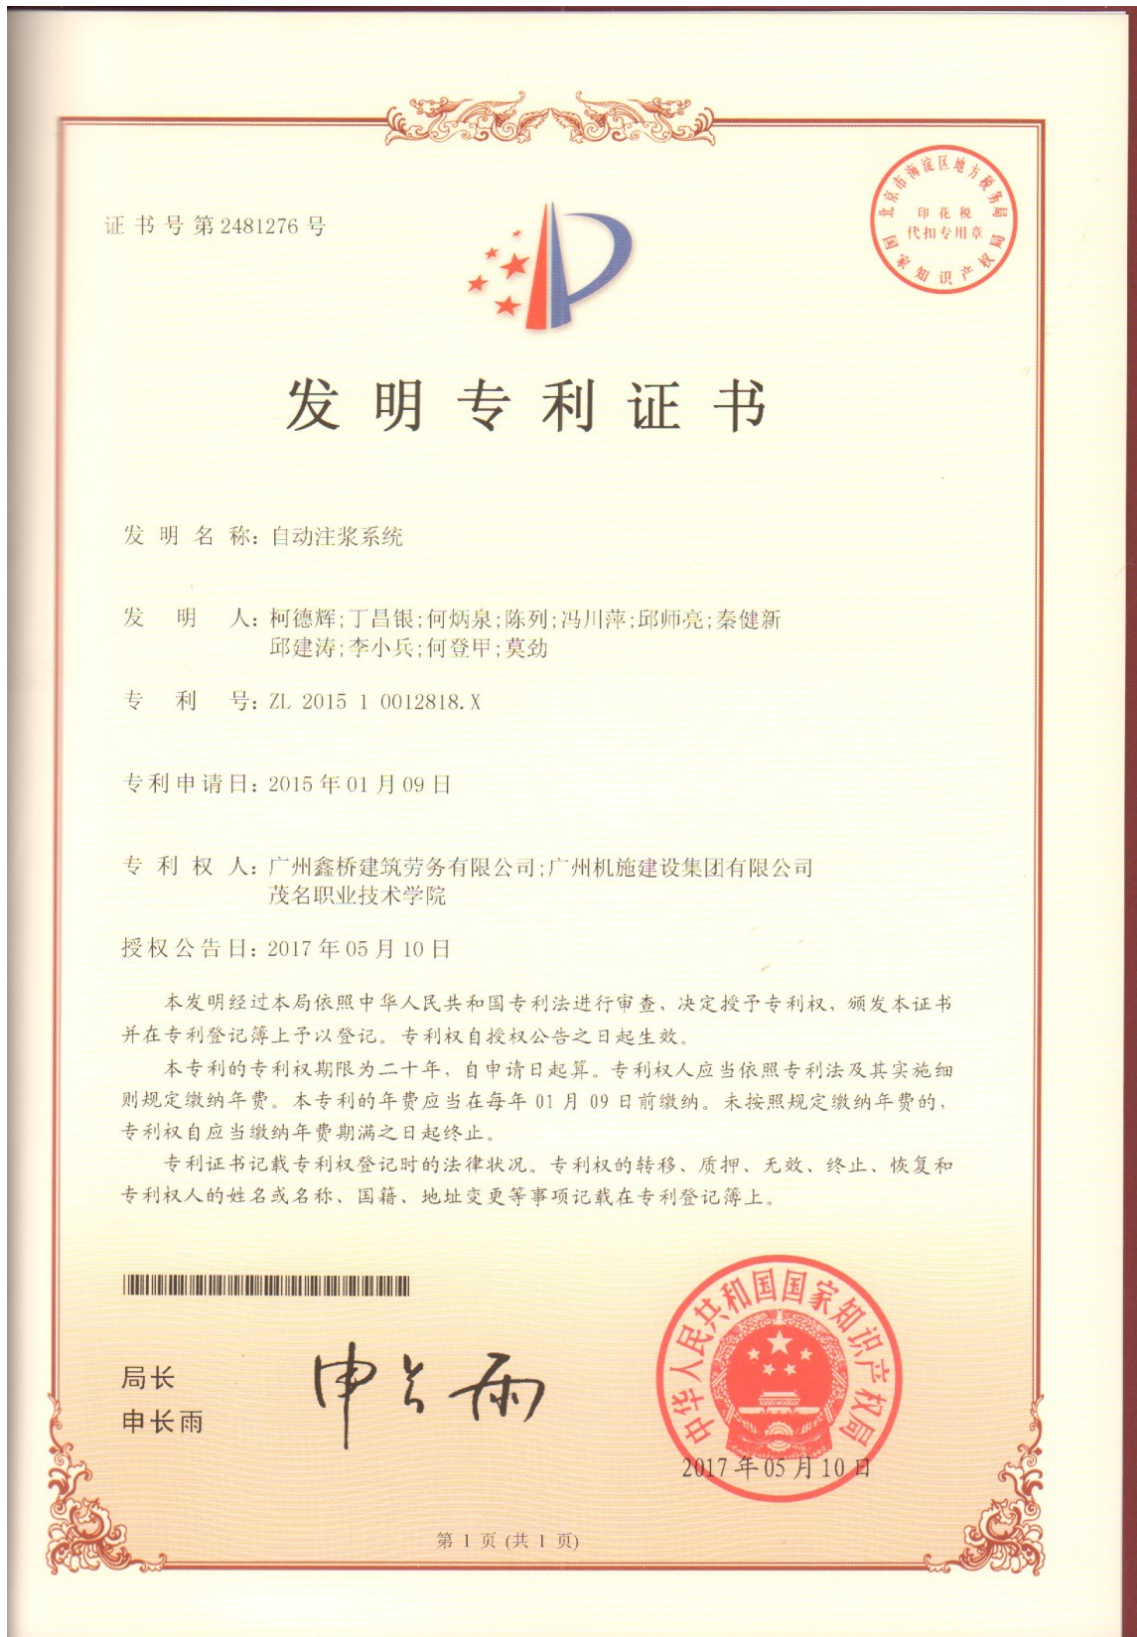 证书号第2481276号
北京市海淀区地方税务局
印花税
代扣专用章
国家知识产权局
发明专利证书
发明名称：自动注浆系统
发明人：柯德辉;丁昌银;何炳泉;陈列;冯川萍;邱师亮;秦健新
邱建涛;李小兵;何登甲;莫劲
专利号：ZL 2015 1 0012818.X
专利申请日：2015年01月09日
专利权人：广州鑫桥建筑劳务有限公司;广州机施建设集团有限公司
茂名职业技术学院
授权公告日：2017年05月10日
本发明经过本局依照中华人民共和国专利法进行审查，决定授予专利权，颁发本证书
并在专利登记簿上予以登记。专利权自授权公告之日起生效。
本专利的专利权期限为二十年，自申请日起算。专利权人应当依照专利法及其实施细
则规定缴纳年费。本专利的年费应当在每年01月09日前缴纳。未按照规定缴纳年费的，
专利权自应当缴纳年费期满之日起终止。
专利证书记载专利权登记时的法律状况。专利权的转移、质押、无效、终止、恢复和
专利权人的姓名或名称、国籍、地址变更等事项记载在专利登记簿上。
局长
申长雨
申长雨
中华人民共和国国家知识产权局
2017年05月10日
第1页(共1页)